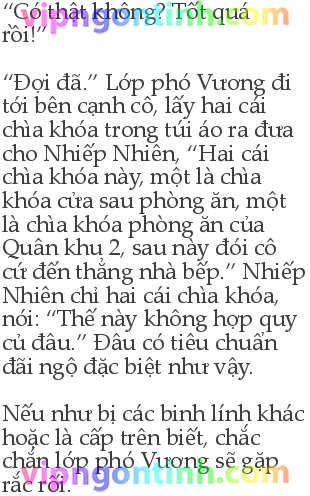 “Có thật không? Tốt quá
rồi!”
“Đợi đã.” Lớp phó Vương đi
tới bên cạnh cô, lấy hai cái
chìa khóa trong túi áo ra đưa
cho Nhiếp Nhiên, “Hai cái
chìa khóa này, một là chìa
khóa cửa sau phòng ăn, một
là chìa khóa phòng ăn của
Quân khu 2, sau này đói cô
cứ đến thẳng nhà bếp.” Nhiếp
Nhiên chỉ hai cái chìa khóa,
nói: “Thế này không hợp quy
củ đâu.” Đâu có tiêu chuẩn
đãi ngộ đặc biệt như vậy.
Nếu như bị các binh lính khác
hoặc là cấp trên biết, chắc
chắn lớp phó Vương sẽ gặp
rắc rối.
vipngontinh.com
vipngontinh.com